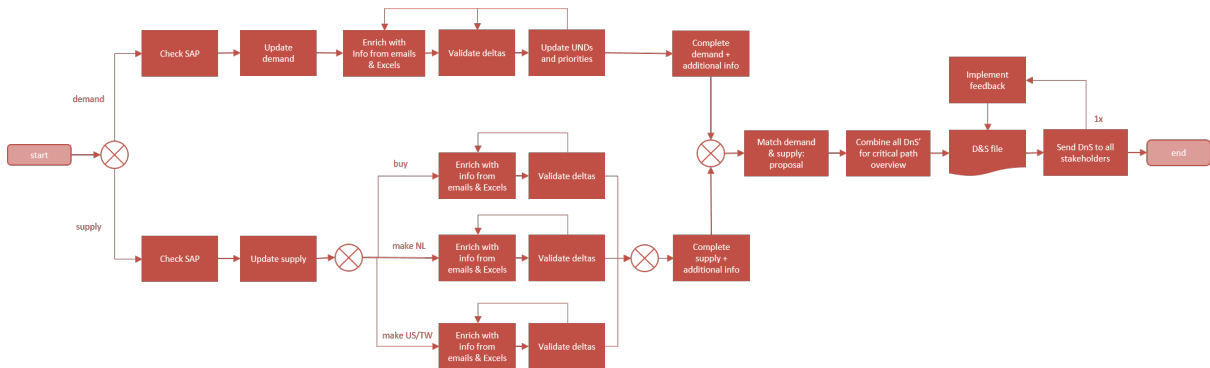 start
demand
supply
Check SAP
Update
demand
Enrich with
Info from emails
& Excels
Validate deltas
Update UNDs
and priorities
Complete
demand +
additional info
Check SAP
Update supply
buy
make NL
make US/TW
Enrich with
info from
emails & Excels
Validate deltas
Enrich with
info from
emails & Excels
Validate deltas
Enrich with
info from
emails & Excels
Validate deltas
Complete
supply +
additional info
Match demand
& supply:
proposal
Combine all DnS'
for critical path
overview
Implement
feedback
D&S file
1x
Send DnS to all
stakeholders
end